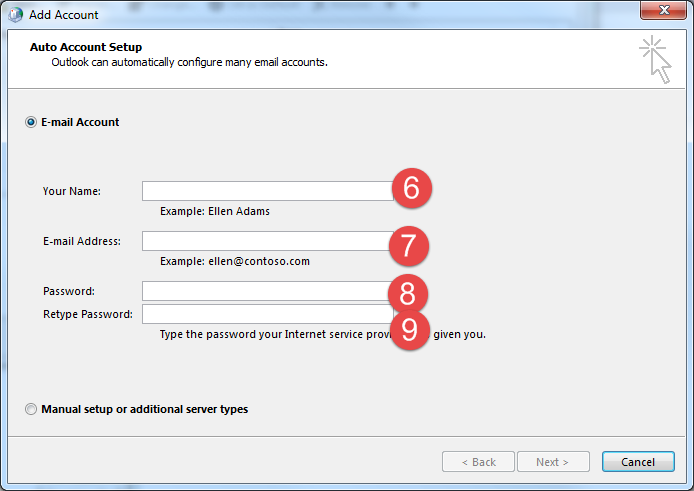 Add Account
Auto Account Setup
Outlook can automatically configure many email accounts.
E-mail Account
Your Name:
6
Example: Ellen Adams
E-mail Address:
7
Example: ellen@contoso.com
Password:
8
Retype Password:
9
Type the password your Internet service given you.
Manual setup or additional server types
< Back
Next >
Cancel